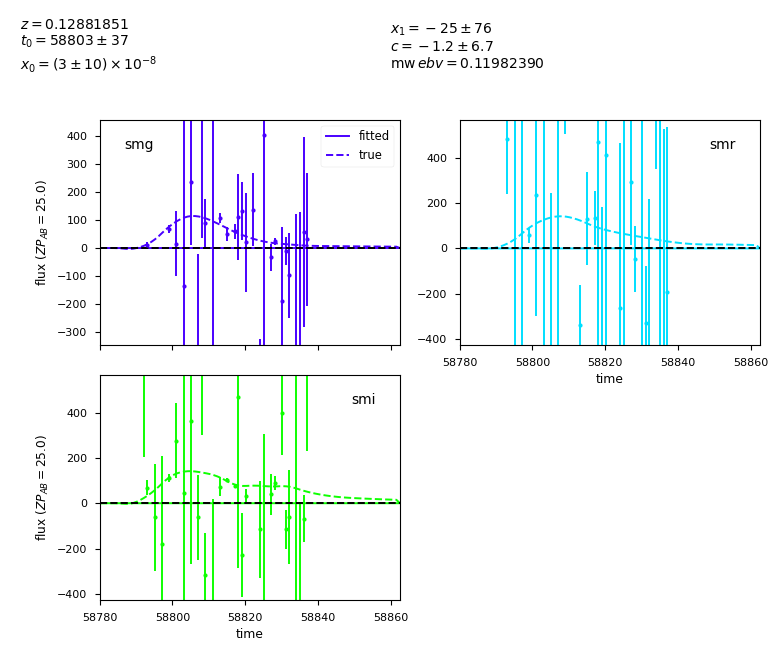 z = 0.12881851
t₀ = 58803 ± 37
x₀ = (3 ± 10) × 10⁻⁸
x₁ = −25 ± 76
c = −1.2 ± 6.7
mw ebv = 0.11982390
smg
fitted
true
400
300
200
100
0
−100
−200
−300
flux (ZP_AB = 25.0)
smr
400
200
0
−200
−400
58780 58800 58820 58840 58860
time
smi
400
200
0
−200
−400
flux (ZP_AB = 25.0)
58780 58800 58820 58840 58860
time